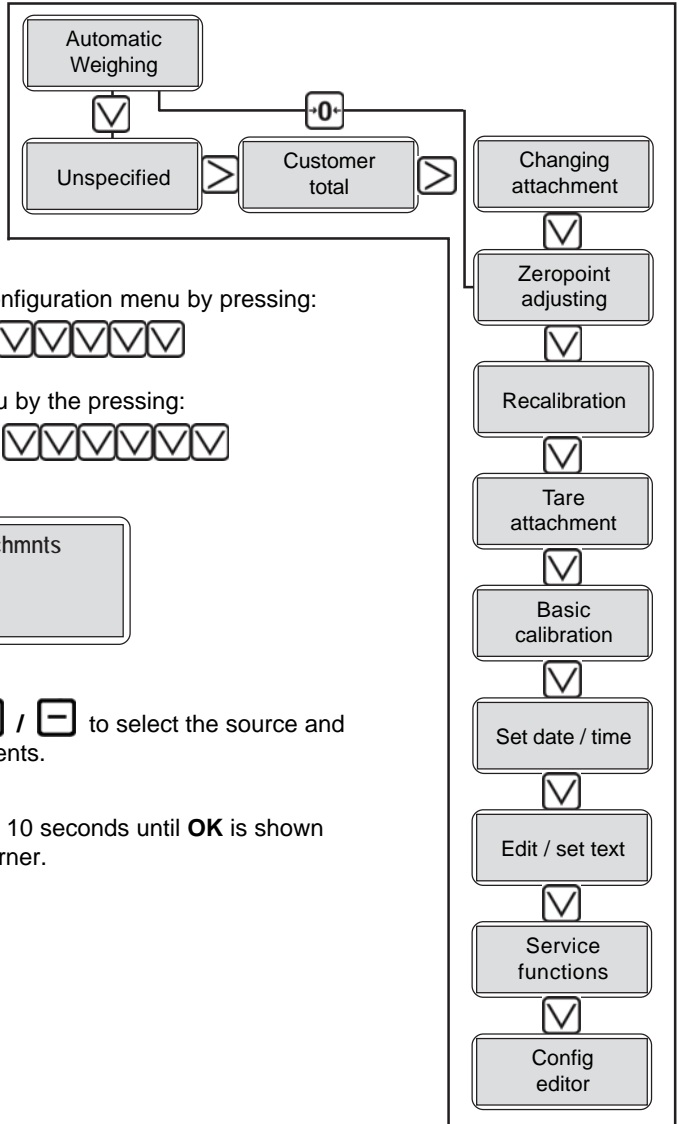 Automatic
Weighing
→0←
Unspecified
Customer
total
Changing
attachment
Zeropoint
adjusting
Recalibration
Tare
attachment
Basic
calibration
Set date / time
Edit / set text
Service
functions
Config
editor
nfiguration menu by pressing:
u by the pressing:
hmnts
/ − to select the source and
ents.
10 seconds until OK is shown
rner.